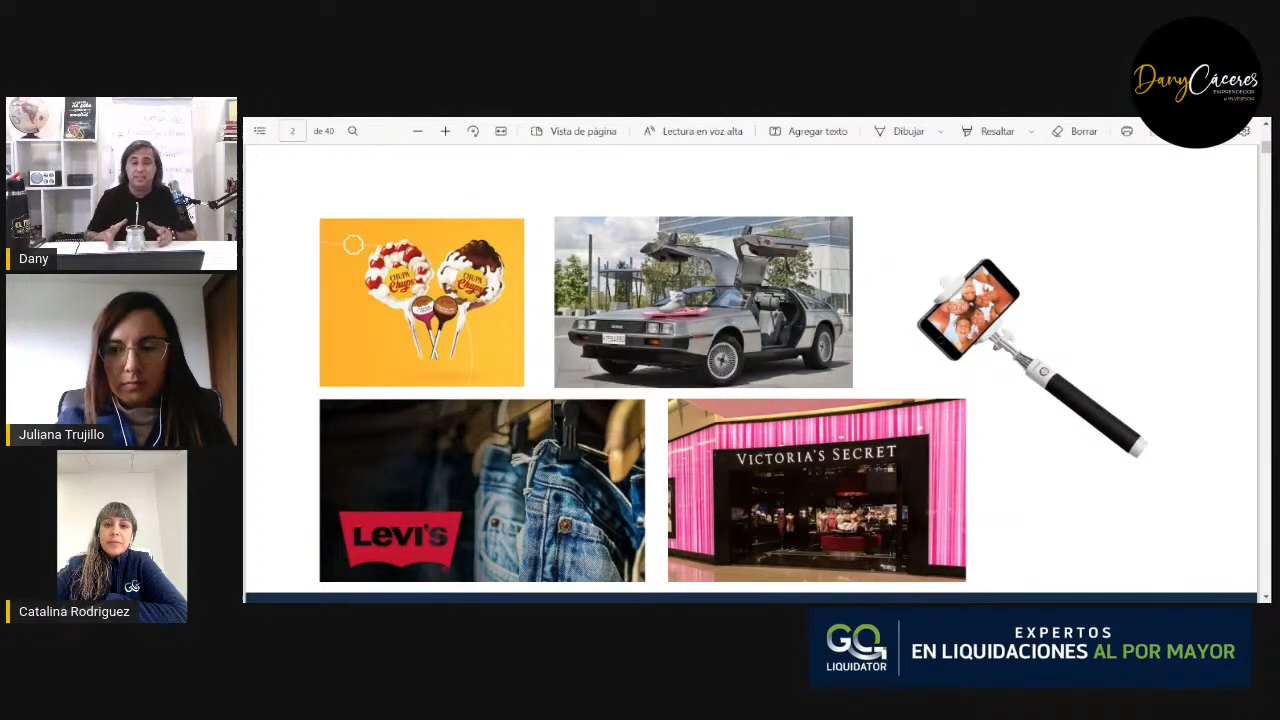 Dany Cáceres
EMPRENDEDOR
e INVERSOR
2 de 40
Vista de página
Lectura en voz alta
Agregar texto
Dibujar
Resaltar
Borrar
Dany
Juliana Trujillo
Catalina Rodriguez
CHUPA
Chups
CHUPA
Chups
LEVI'S
VICTORIA'S SECRET
GQ
LIQUIDATOR
EXPERTOS
EN LIQUIDACIONES AL POR MAYOR